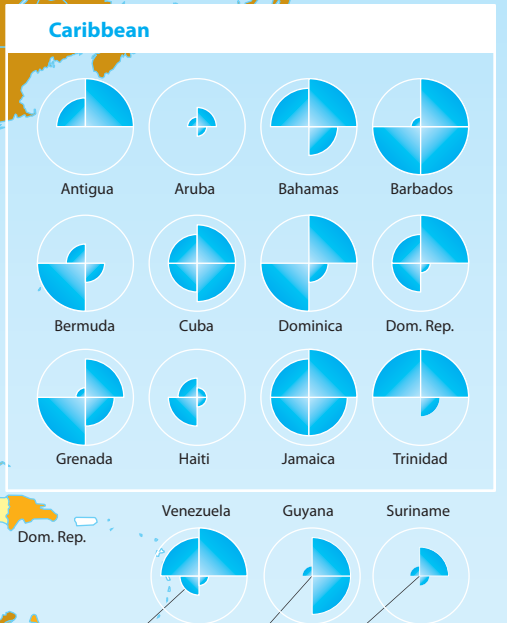 Caribbean
Antigua Aruba Bahamas Barbados
Bermuda Cuba Dominica Dom. Rep.
Grenada Haiti Jamaica Trinidad
Venezuela Guyana Suriname
Dom. Rep.